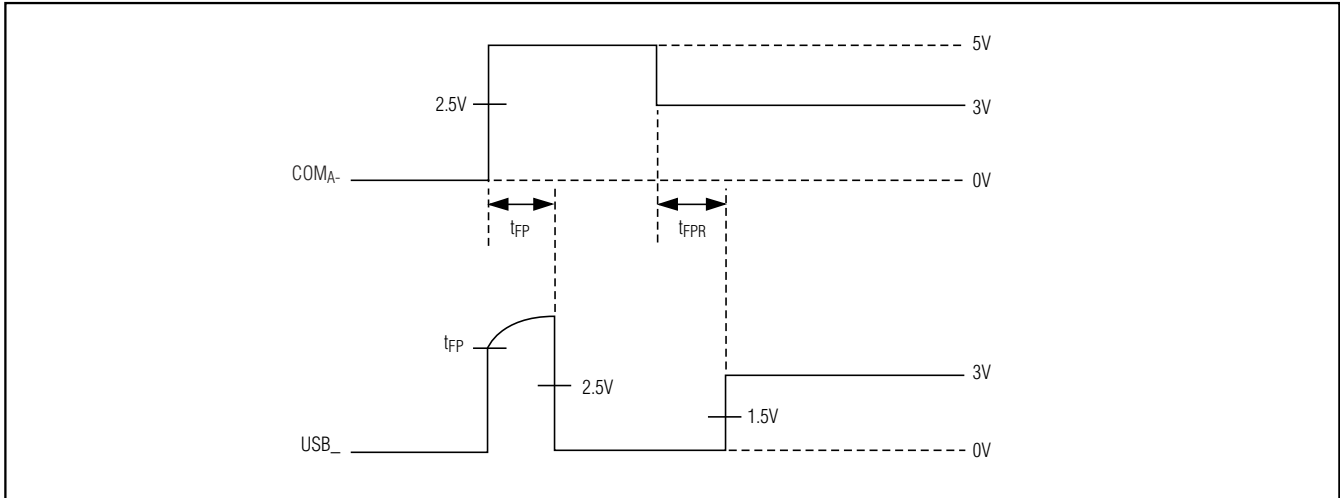 5V
2.5V
3V
COMA-
0V
tFP
tFPR
tFP
2.5V
3V
1.5V
USB_
0V